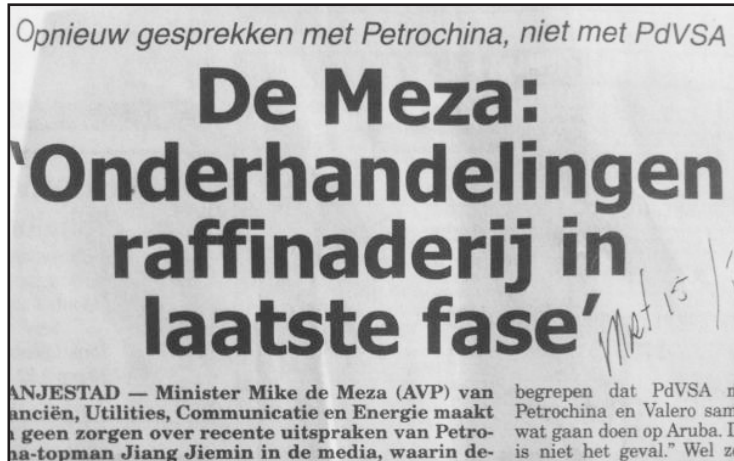 Opnieuw gesprekken met Petrochina, niet met PdVSA
De Meza:
'Onderhandelingen
raffinaderij in
laatste fase'
Mrt 15 /
ANJESTAD — Minister Mike de Meza (AVP) van
anciën, Utilities, Communicatie en Energie maakt
geen zorgen over recente uitspraken van Petro-
na-topman Jiang Jiemin in de media, waarin de-
begrepen dat PdVSA
Petrochina en Valero sam
wat gaan doen op Aruba.
is niet het geval." Wel